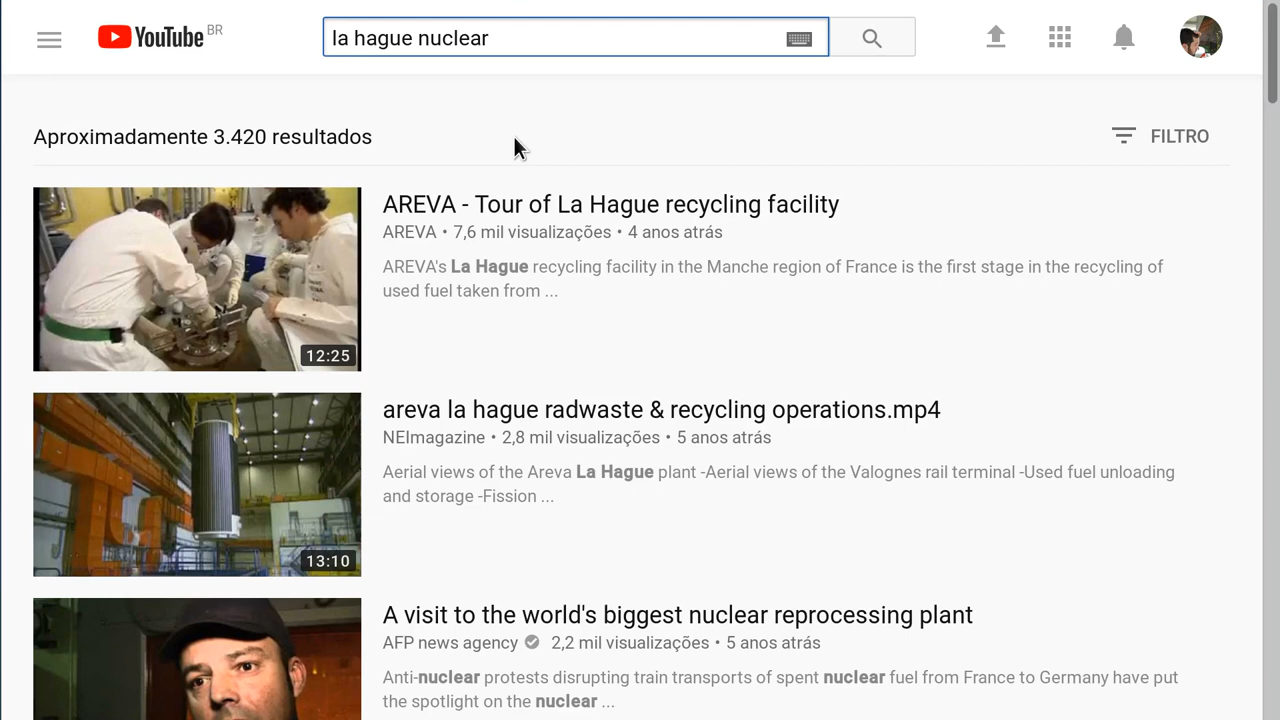 YouTube BR
la hague nuclear
Aproximadamente 3.420 resultados
FILTRO
AREVA - Tour of La Hague recycling facility
AREVA • 7,6 mil visualizações • 4 anos atrás
AREVA's La Hague recycling facility in the Manche region of France is the first stage in the recycling of
used fuel taken from ...
12:25
areva la hague radwaste & recycling operations.mp4
NEImagazine • 2,8 mil visualizações • 5 anos atrás
Aerial views of the Areva La Hague plant -Aerial views of the Valognes rail terminal -Used fuel unloading
and storage -Fission ...
13:10
A visit to the world's biggest nuclear reprocessing plant
AFP news agency 2,2 mil visualizações • 5 anos atrás
Anti-nuclear protests disrupting train transports of spent nuclear fuel from France to Germany have put
the spotlight on the nuclear ...